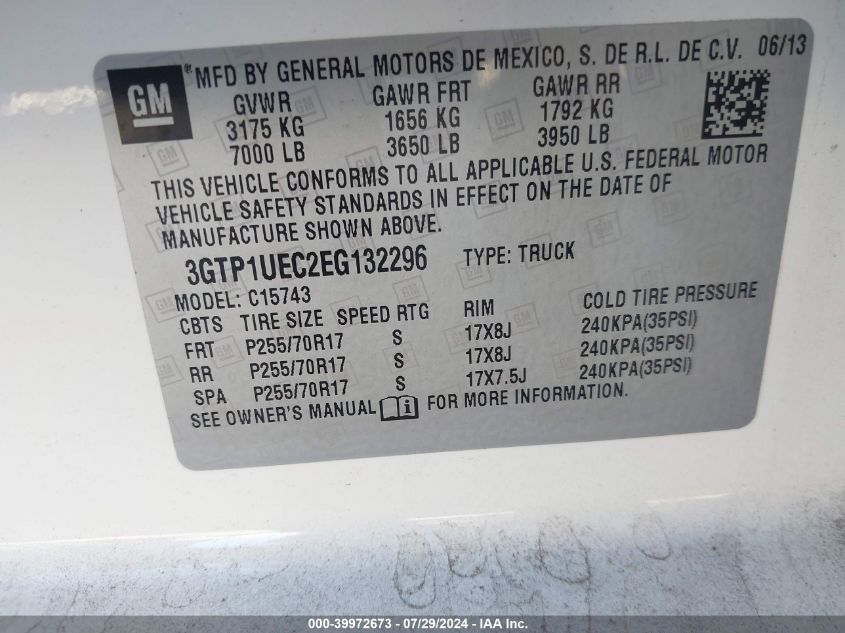 GM ® MFD BY GENERAL MOTORS DE MEXICO, S. DE R.L. DE C.V. 06/13
GVWR GAWR FRT GAWR RR
3175 KG 1656 KG 1792 KG
7000 LB 3650 LB 3950 LB
THIS VEHICLE CONFORMS TO ALL APPLICABLE U.S. FEDERAL MOTOR
VEHICLE SAFETY STANDARDS IN EFFECT ON THE DATE OF
MANUFACTURE SHOWN ABOVE.
3GTP1UEC2EG132296 TYPE: TRUCK
MODEL: C15743
CBTS TIRE SIZE SPEED RTG RIM COLD TIRE PRESSURE
FRT P255/70R17 S 17X8J 240KPA(35PSI)
RR P255/70R17 S 17X8J 240KPA(35PSI)
SPA P255/70R17 S 17X7.5J 240KPA(35PSI)
SEE OWNER'S MANUAL FOR MORE INFORMATION.
000-39972673 - 07/29/2024 - IAAI - Copart, Inc.